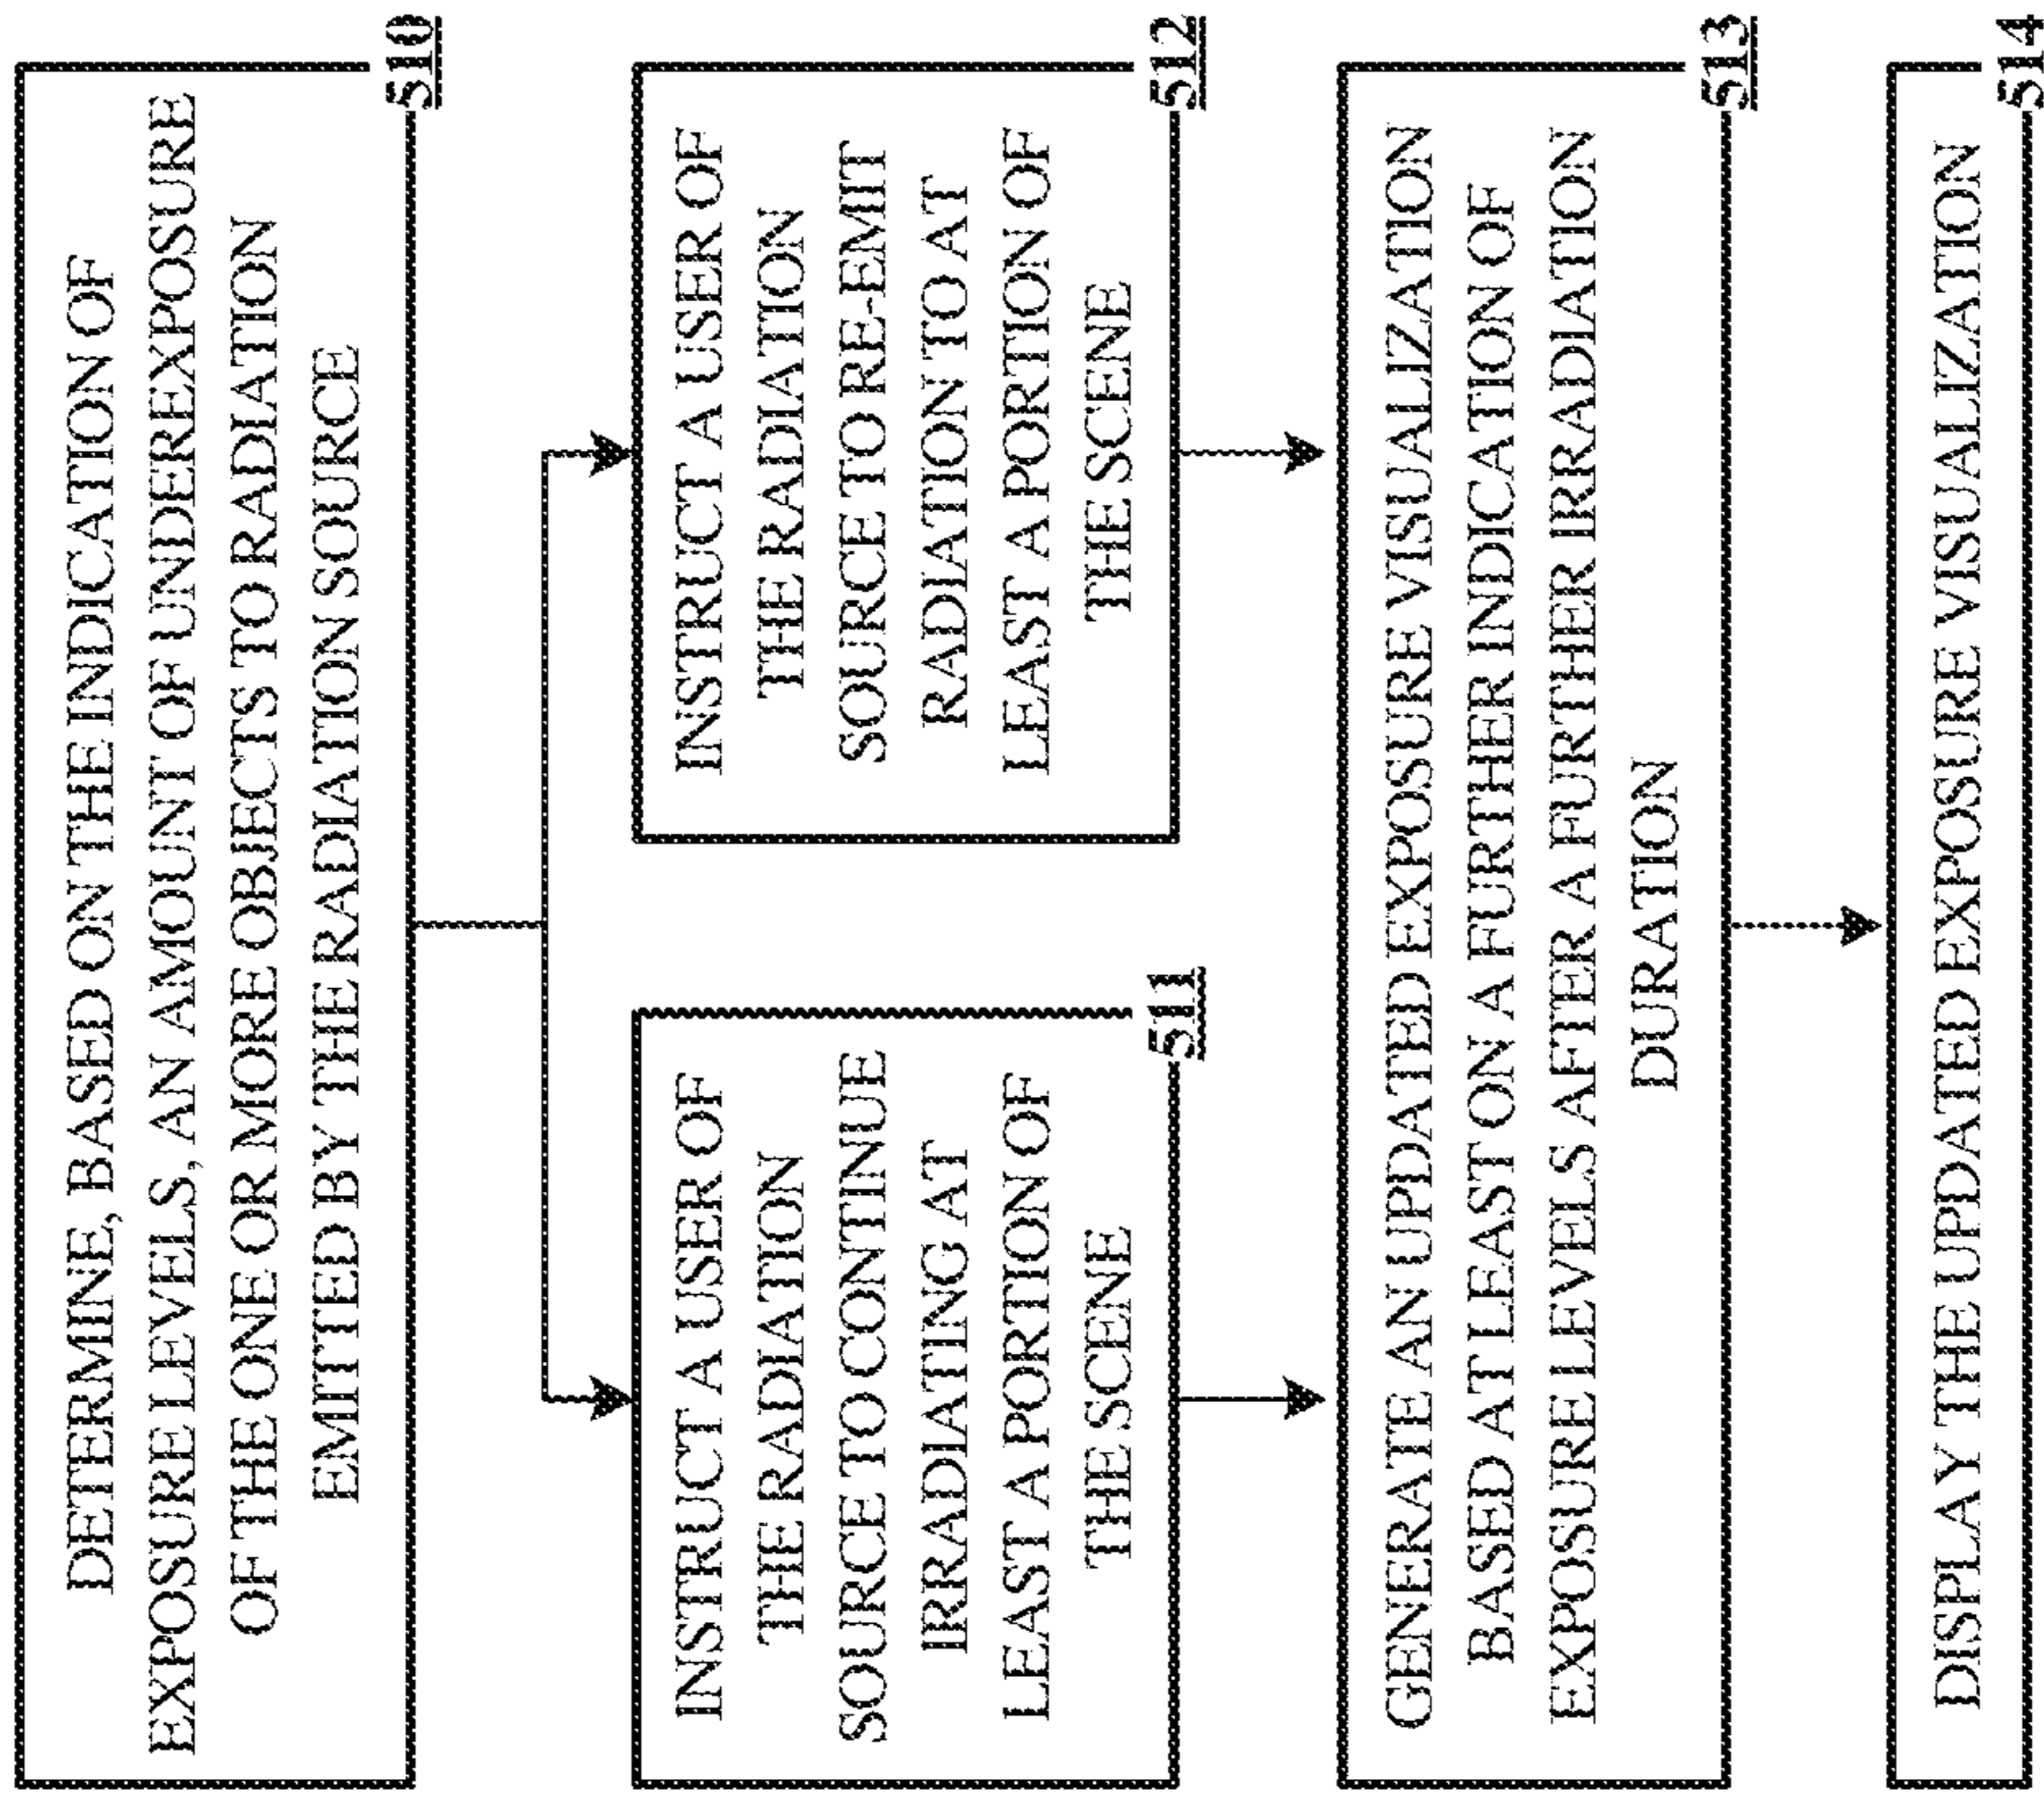 DETERMINE, BASED ON THE INDICATION OF
EXPOSURE LEVELS, AN AMOUNT OF UNDEREXPOSURE
OF THE ONE OR MORE OBJECTS TO RADIATION
EMITTED BY THE RADIATION SOURCE
510
INSTRUCT A USER OF
THE RADIATION
SOURCE TO CONTINUE
IRRADIATING AT
LEAST A PORTION OF
THE SCENE
511
INSTRUCT A USER OF
THE RADIATION
SOURCE TO RE-EMIT
RADIATION TO AT
LEAST A PORTION OF
THE SCENE
512
GENERATE AN UPDATED EXPOSURE VISUALIZATION
BASED AT LEAST ON A FURTHER INDICATION OF
EXPOSURE LEVELS AFTER A FURTHER IRRADIATION
DURATION
513
DISPLAY THE UPDATED EXPOSURE VISUALIZATION
514